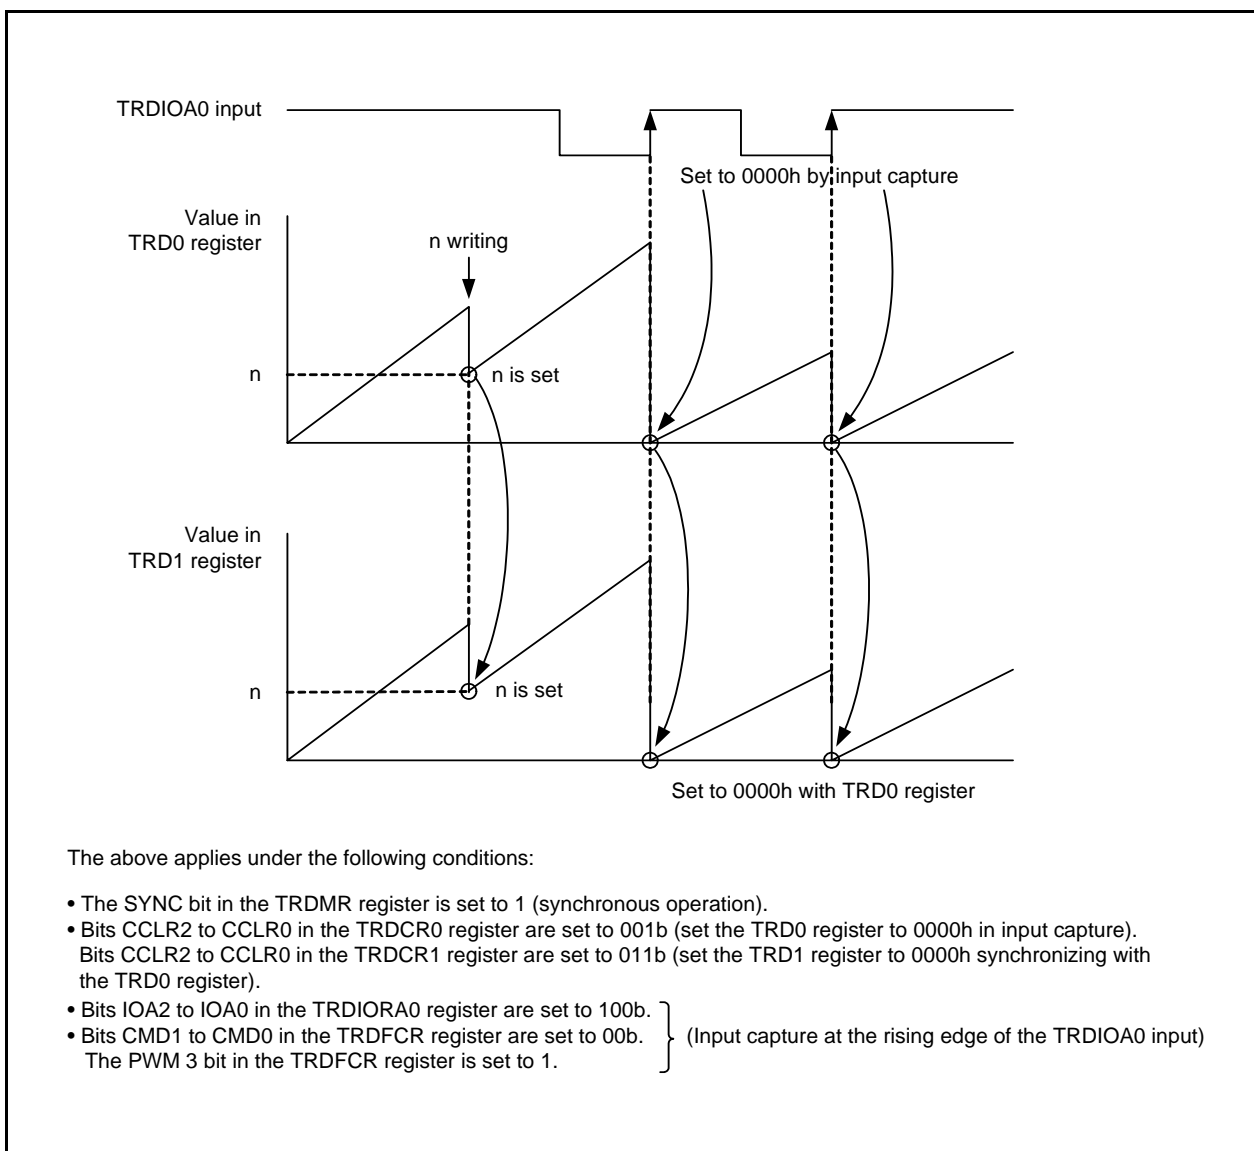 TRDIOA0 input
Set to 0000h by input capture
Value in
TRD0 register
n writing
n
n is set
Value in
TRD1 register
n
n is set
Set to 0000h with TRD0 register
The above applies under the following conditions:
• The SYNC bit in the TRDMR register is set to 1 (synchronous operation).
• Bits CCLR2 to CCLR0 in the TRDCR0 register are set to 001b (set the TRD0 register to 0000h in input capture).
Bits CCLR2 to CCLR0 in the TRDCR1 register are set to 011b (set the TRD1 register to 0000h synchronizing with
the TRD0 register).
• Bits IOA2 to IOA0 in the TRDIORA0 register are set to 100b.
• Bits CMD1 to CMD0 in the TRDFCR register are set to 00b.
The PWM 3 bit in the TRDFCR register is set to 1.
(Input capture at the rising edge of the TRDIOA0 input)